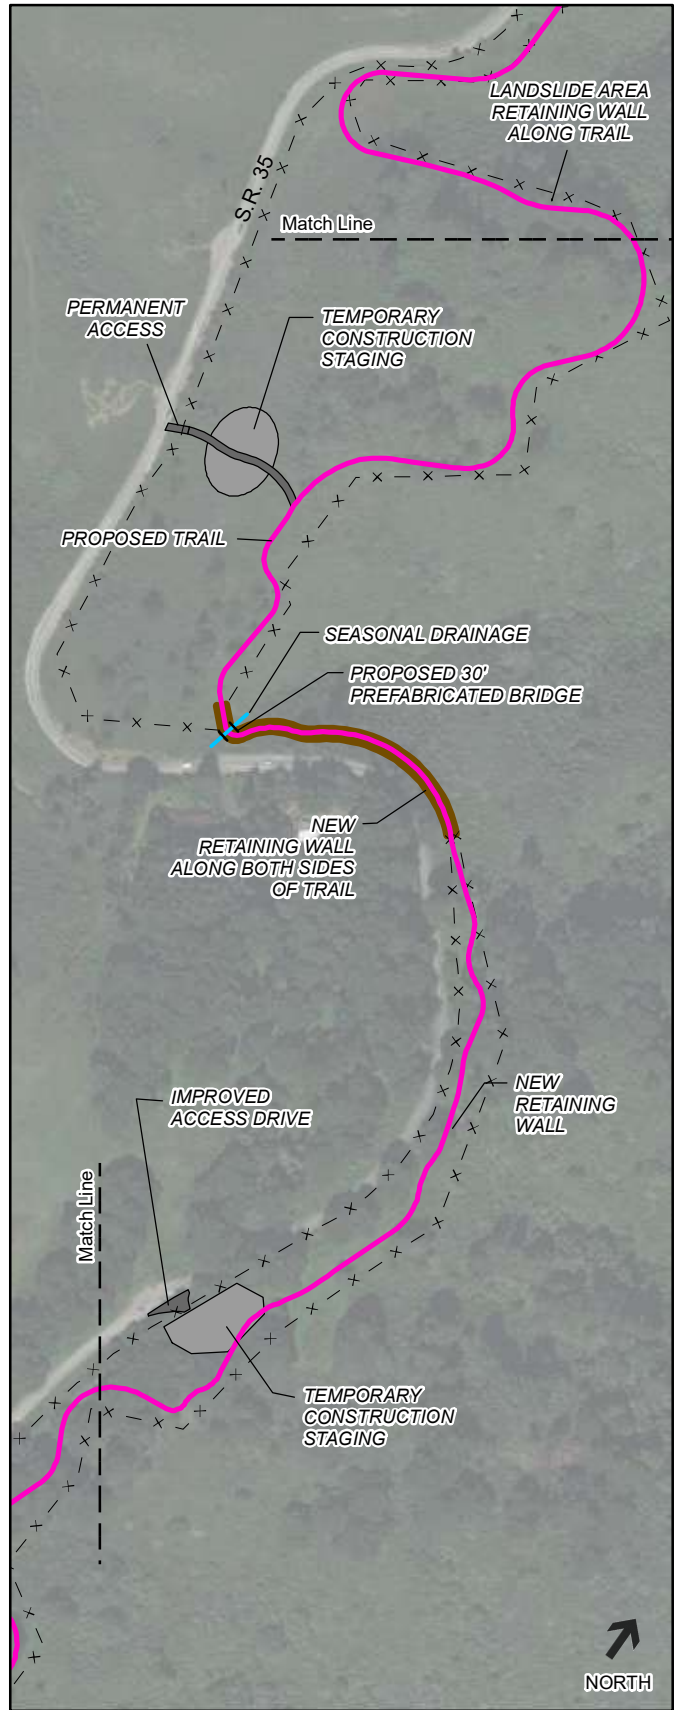 LANDSLIDE AREA
RETAINING WALL
ALONG TRAIL
S.R. 35
Match Line
PERMANENT
ACCESS
TEMPORARY
CONSTRUCTION
STAGING
PROPOSED TRAIL
SEASONAL DRAINAGE
PROPOSED 30'
PREFABRICATED BRIDGE
NEW
RETAINING WALL
ALONG BOTH SIDES
OF TRAIL
NEW
RETAINING
WALL
IMPROVED
ACCESS DRIVE
Match Line
TEMPORARY
CONSTRUCTION
STAGING
NORTH